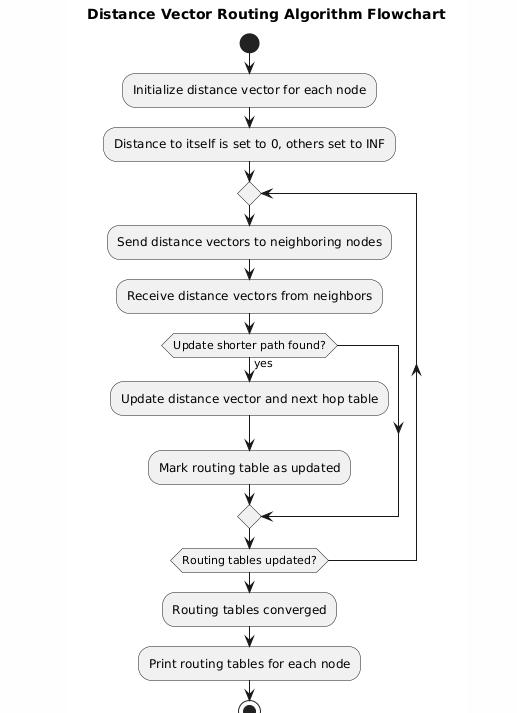 Distance Vector Routing Algorithm Flowchart
Initialize distance vector for each node
Distance to itself is set to 0, others set to INF
Send distance vectors to neighboring nodes
Receive distance vectors from neighbors
Update shorter path found?
yes
Update distance vector and next hop table
Mark routing table as updated
Routing tables updated?
Routing tables converged
Print routing tables for each node